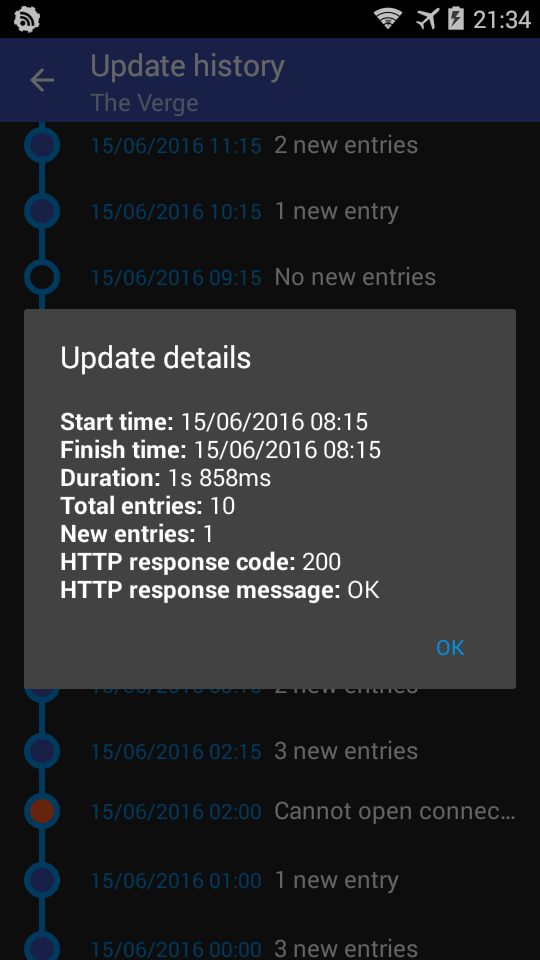 21:34
Update history
The Verge
15/06/2016 11:15 2 new entries
15/06/2016 10:15 1 new entry
15/06/2016 09:15 No new entries
Update details
Start time: 15/06/2016 08:15
Finish time: 15/06/2016 08:15
Duration: 1s 858ms
Total entries: 10
New entries: 1
HTTP response code: 200
HTTP response message: OK
OK
2 new entries
15/06/2016 02:15 3 new entries
15/06/2016 02:00 Cannot open connec...
15/06/2016 01:00 1 new entry
15/06/2016 00:00 3 new entries